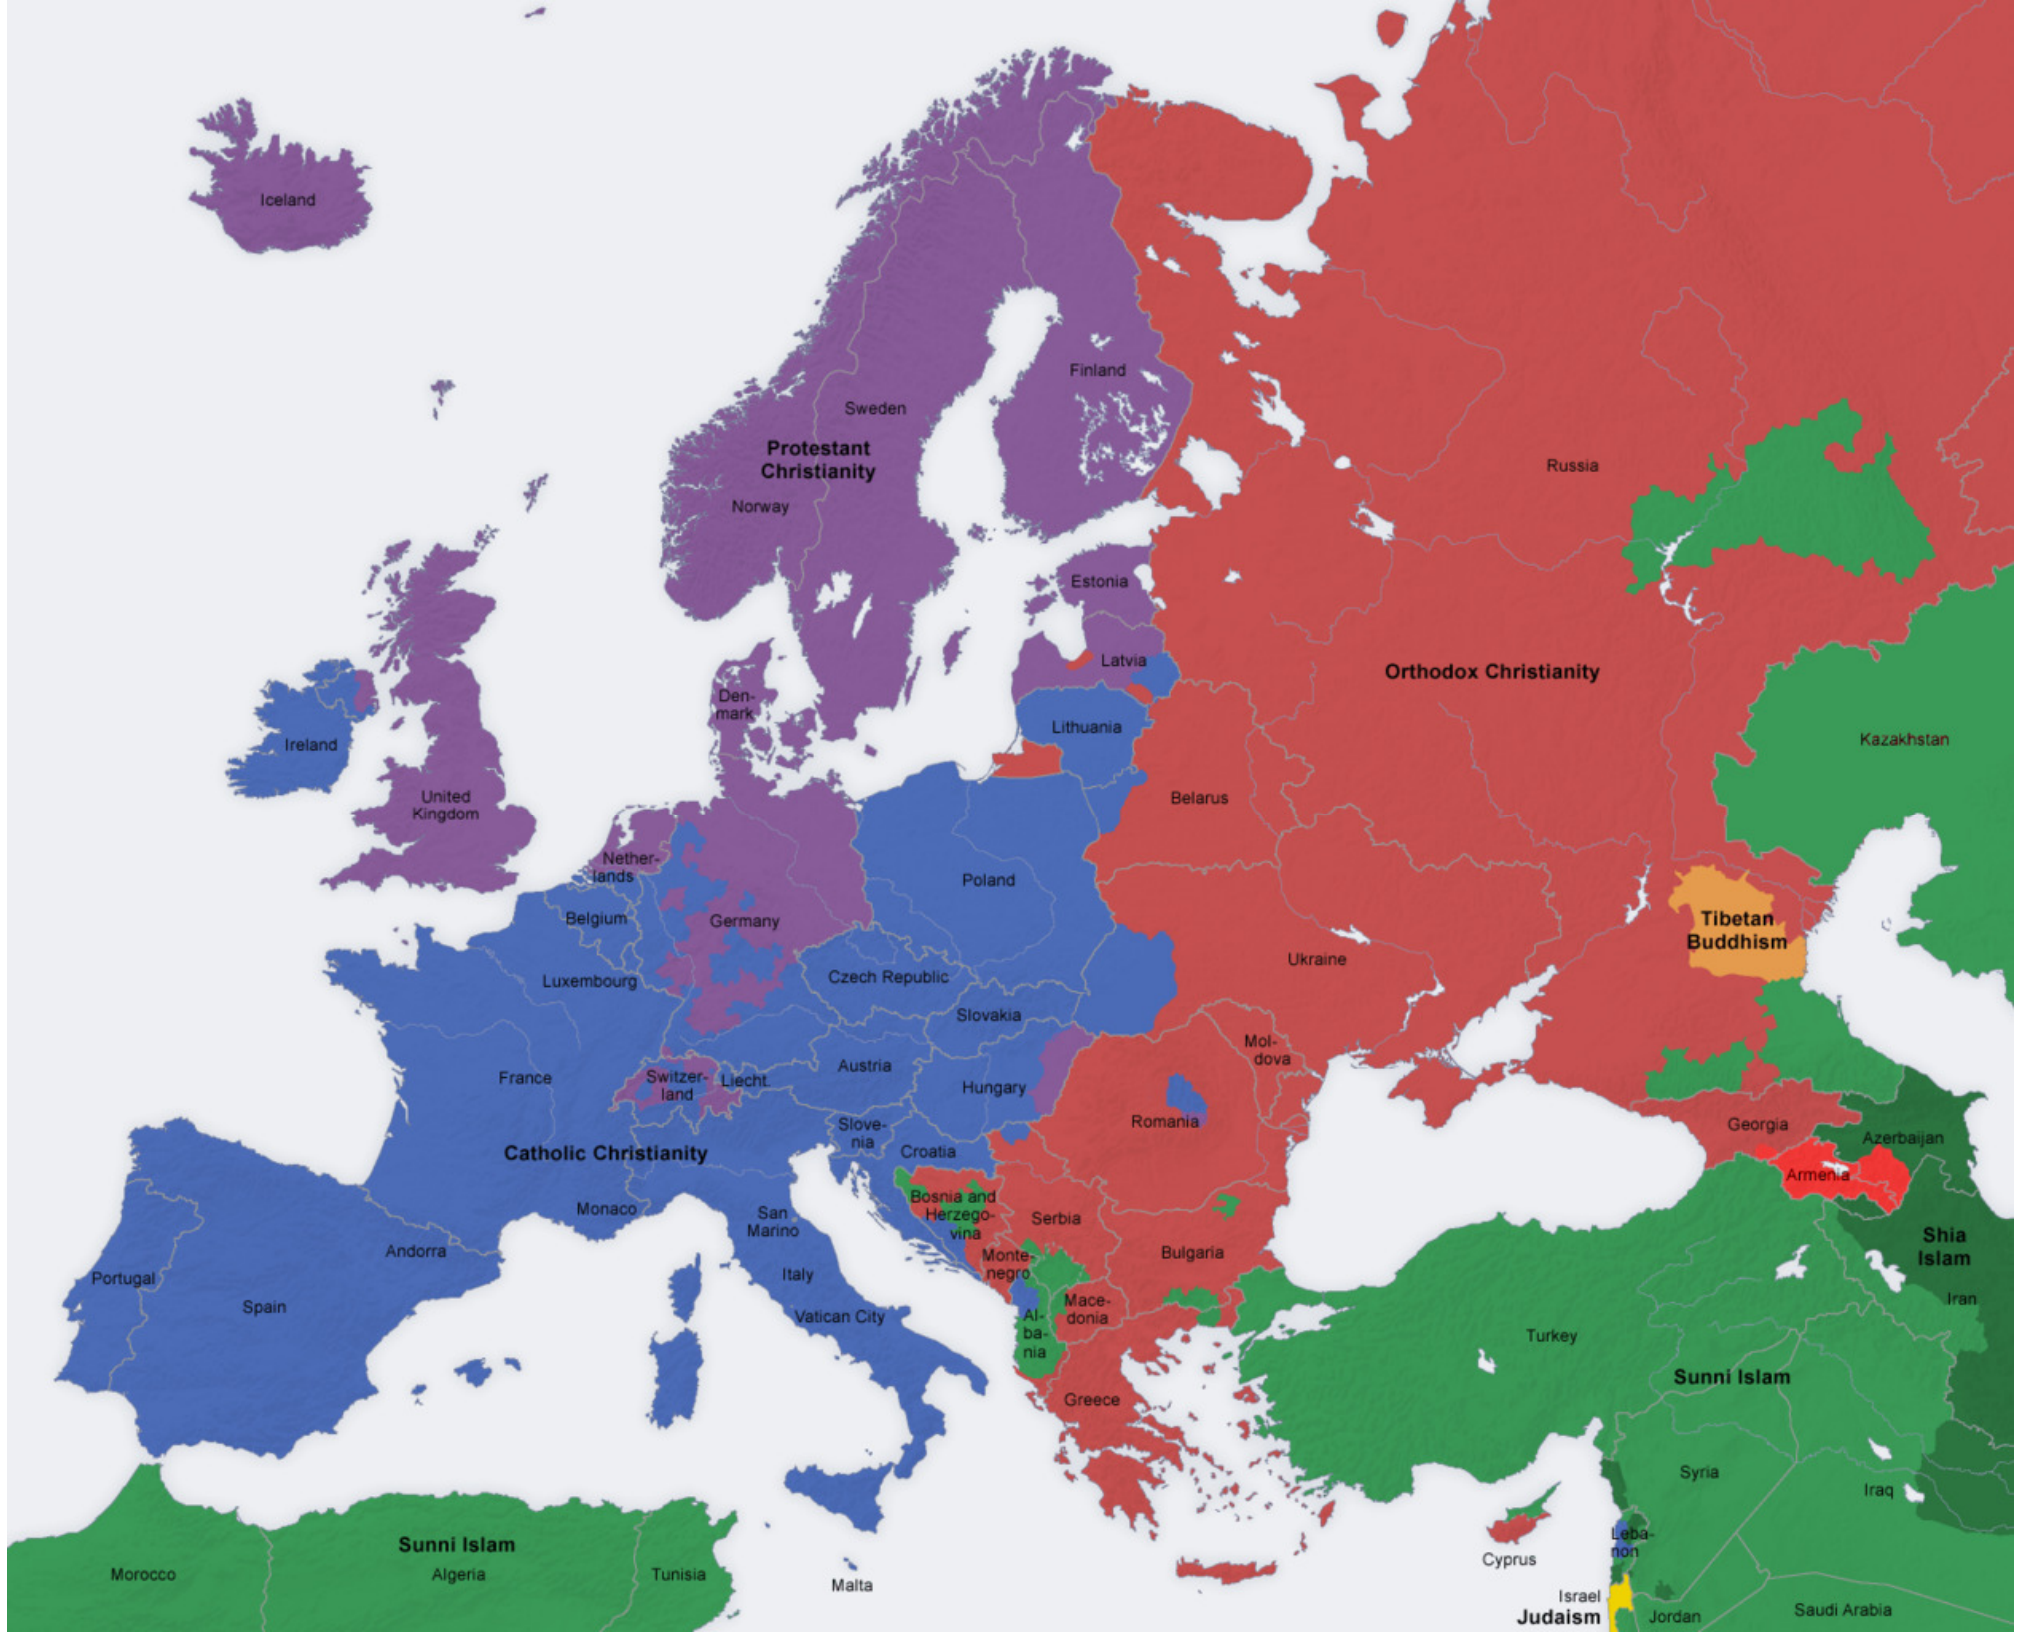 Iceland
Finland
Sweden
Protestant
Christianity
Norway
Russia
Estonia
Latvia
Orthodox Christianity
Den-
mark
Lithuania
Ireland
Kazakhstan
United
Kingdom
Belarus
Nether-
lands
Poland
Belgium
Germany
Tibetan
Buddhism
Ukraine
Czech Republic
Luxembourg
Slovakia
Mol-
dova
Austria
France
Switzer-
land
Liecht.
Hungary
Romania
Georgia
Slove-
nia
Azerbaijan
Catholic Christianity
Croatia
Armenia
Bosnia and
Herzego-
vina
Monaco
San
Marino
Serbia
Shia
Islam
Andorra
Monte-
negro
Bulgaria
Portugal
Italy
Iran
Spain
Vatican City
Al-
ba-
nia
Mace-
donia
Turkey
Sunni Islam
Greece
Syria
Iraq
Leba-
non
Sunni Islam
Cyprus
Morocco
Algeria
Tunisia
Malta
Israel
Judaism
Jordan
Saudi Arabia